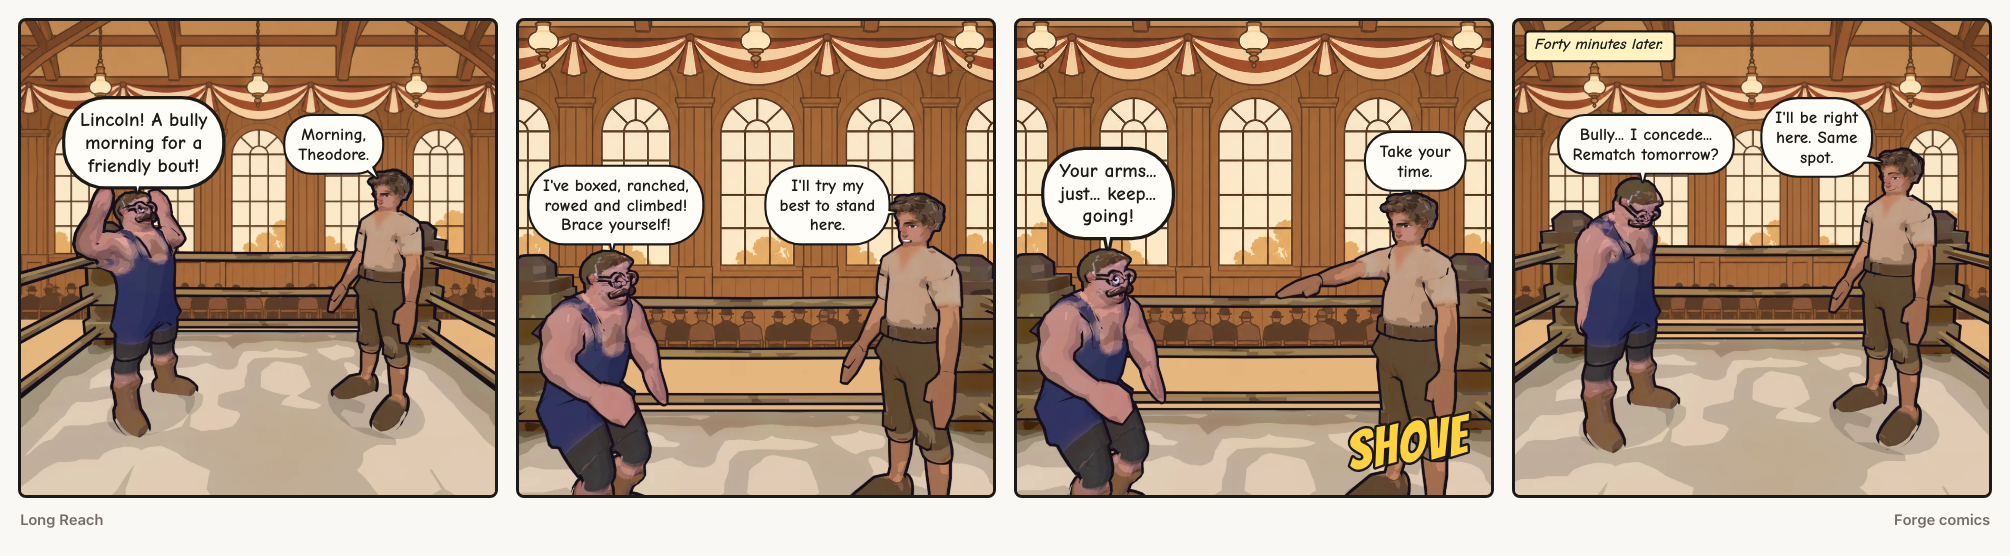 Lincoln! A bully
morning for a
friendly bout!
Morning,
Theodore.
I've boxed, ranched,
rowed and climbed!
Brace yourself!
I'll try my
best to stand
here.
Your arms...
just... keep...
going!
Take your
time.
SHOVE
Forty minutes later.
Bully... I concede...
Rematch tomorrow?
I'll be right
here. Same
spot.
Long Reach
Forge comics